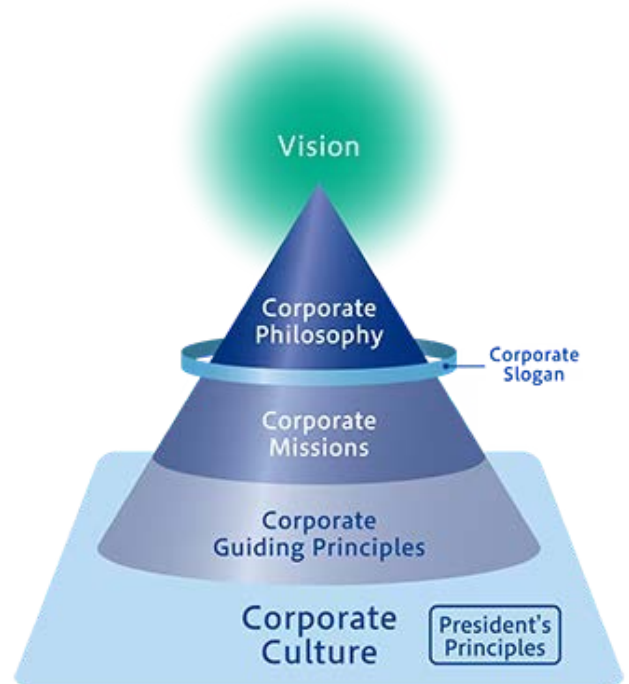 Vision
Corporate
Philosophy
Corporate
Slogan
Corporate
Missions
Corporate
Guiding Principles
Corporate
Culture
President's
Principles